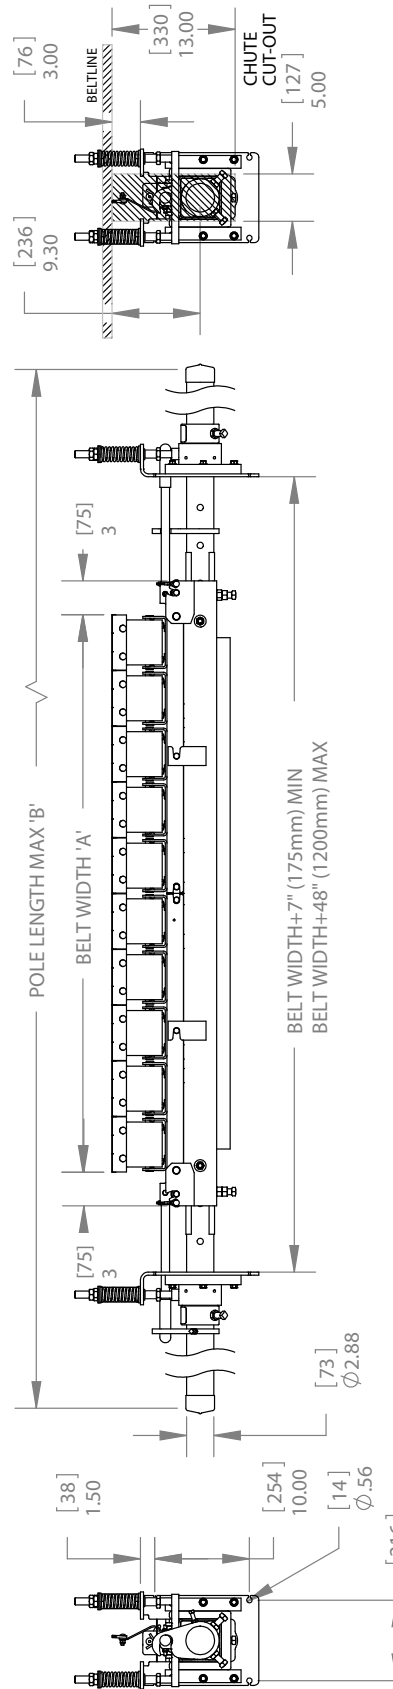 [76]
3.00
BELTLINE
[330]
13.00
CHUTE
CUT-OUT
[127]
5.00
[236]
9.30
POLE LENGTH MAX 'B'
BELT WIDTH 'A'
[75]
3
BELT WIDTH+7" (175mm) MIN
BELT WIDTH+48" (1200mm) MAX
[75]
3
[73]
Ø2.88
[38]
1.50
[254]
10.00
[14]
Ø.56